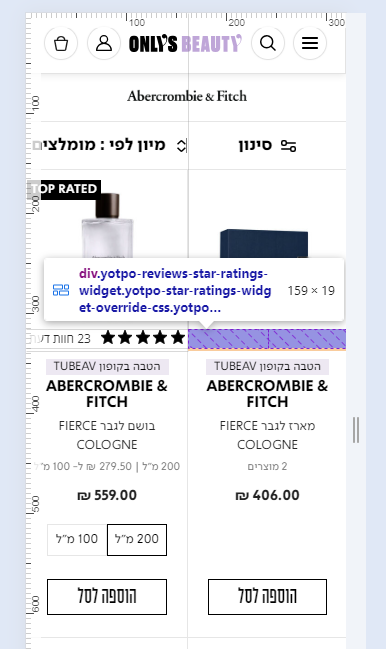 100
200
300
ONLY'S BEAUTY
Abercrombie & Fitch
סינון
מיון לפי : מומלצים
TOP RATED
100
200
300
400
500
600
div.yotpo-reviews-star-ratings-
widget.yotpo-star-ratings-widg
et-override-css.yotpo...
159 × 19
23 חוות
הטבה בקופון TUBEAV
ABERCROMBIE &
FITCH
מארז לגבר FIERCE
COLOGNE
2 מוצרים
406.00 ₪
הוספה לסל
הטבה בקופון TUBEAV
ABERCROMBIE &
FITCH
בושם לגבר FIERCE
COLOGNE
200 מ״ל | 279.50 ₪ ל- 100 מ״
559.00 ₪
200 מ״ל
100 מ״ל
הוספה לסל